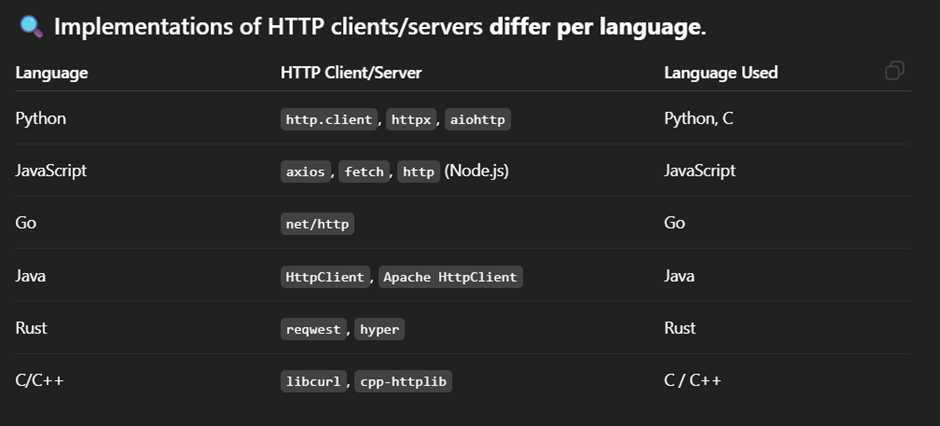 🔍 Implementations of HTTP clients/servers differ per language.
Language HTTP Client/Server Language Used
Python http.client, httpx, aiohttp Python, C
JavaScript axios, fetch, http (Node.js) JavaScript
Go net/http Go
Java HttpClient, Apache HttpClient Java
Rust reqwest, hyper Rust
C/C++ libcurl, cpp-httplib C / C++